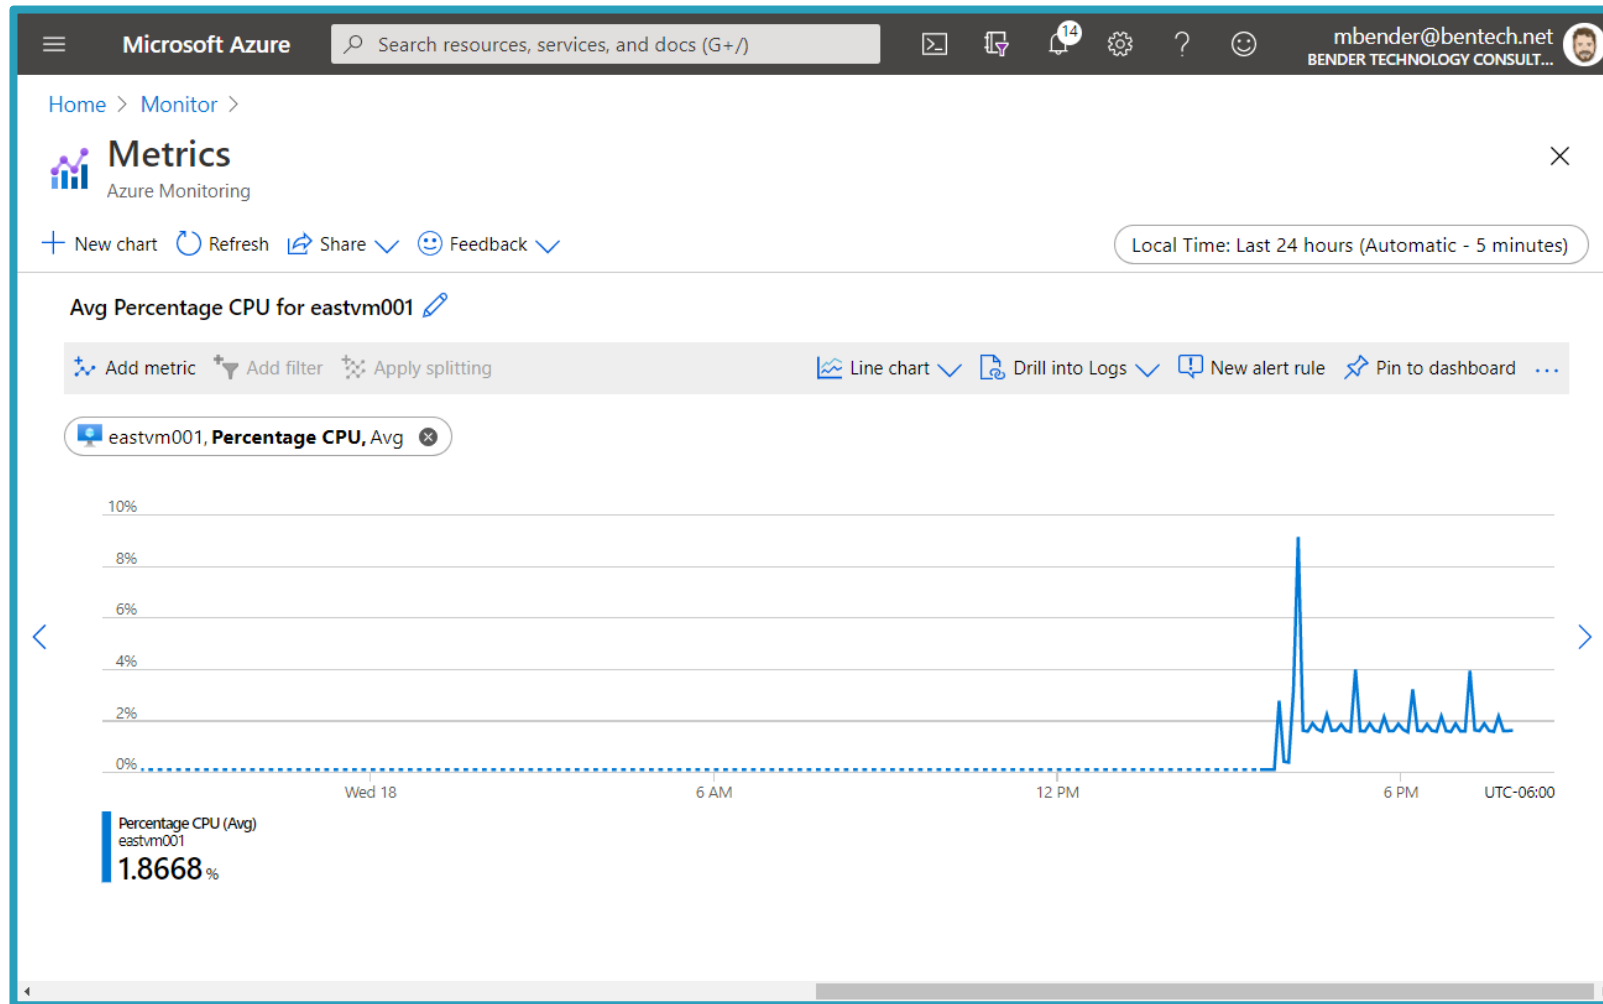 Microsoft Azure
Search resources, services, and docs (G+/)
14
mbender@bentech.net
BENDER TECHNOLOGY CONSULT...
Home > Monitor >
Metrics
Azure Monitoring
New chart Refresh Share Feedback
Local Time: Last 24 hours (Automatic - 5 minutes)
Avg Percentage CPU for eastvm001
Add metric Add filter Apply splitting Line chart Drill into Logs New alert rule Pin to dashboard ...
eastvm001, Percentage CPU, Avg
10%
8%
6%
4%
2%
0%
Wed 18 6 AM 12 PM 6 PM UTC-06:00
Percentage CPU (Avg)
eastvm001
1.8668 %